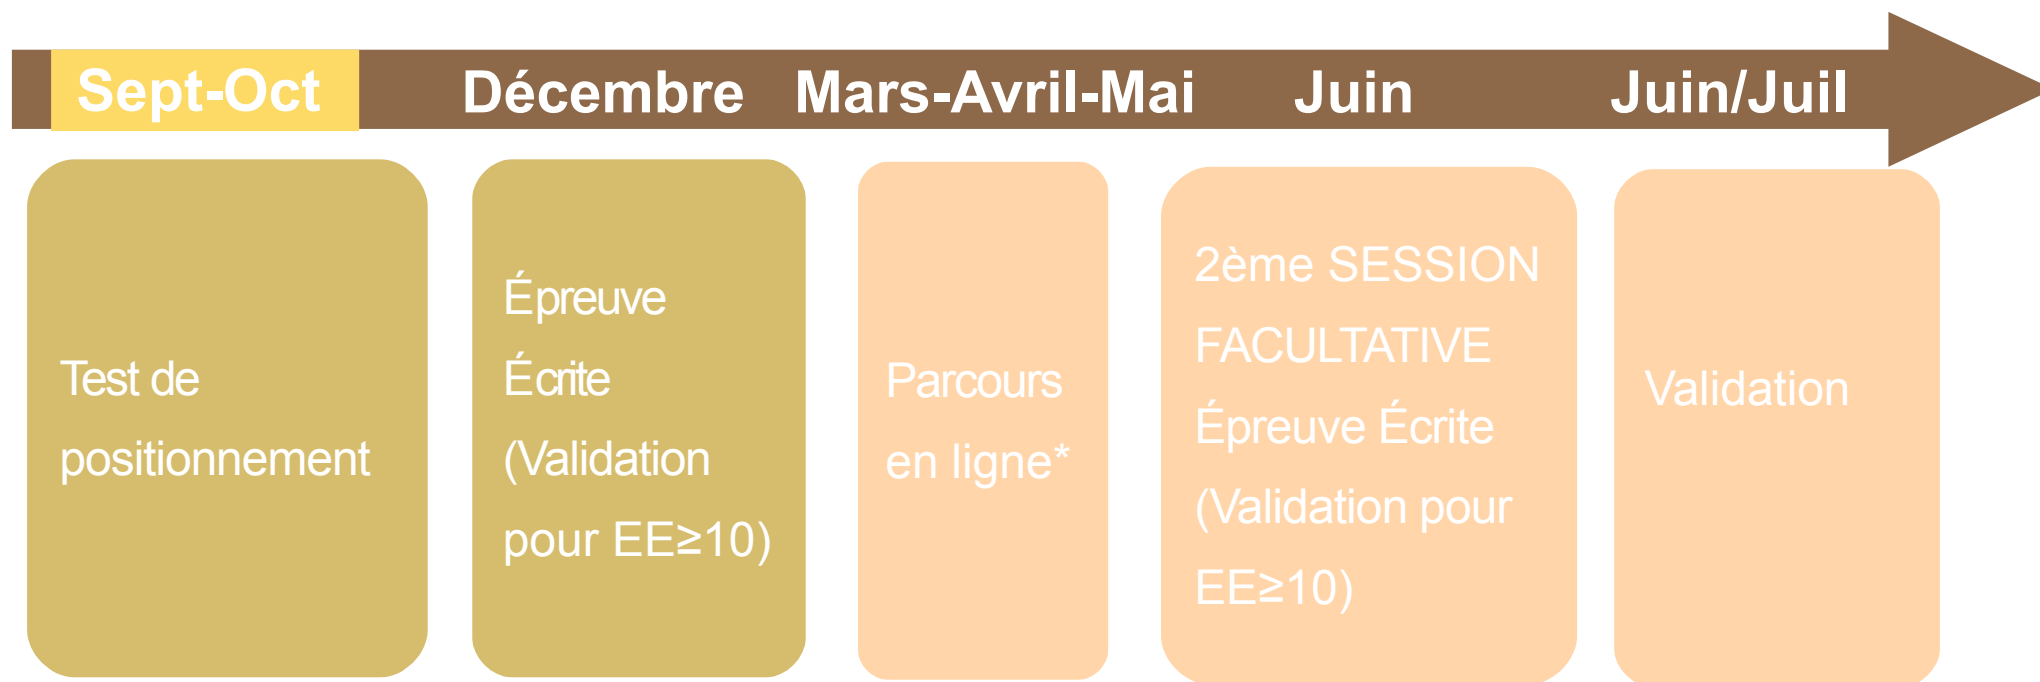 Sept-Oct Décembre Mars-Avril-Mai Juin Juin/Juil
Test de
positionnement
Épreuve
Écrite
(Validation
pour EE≥10)
Parcours
en ligne*
2ème SESSION
FACULTATIVE
Épreuve Écrite
(Validation pour
EE≥10)
Validation